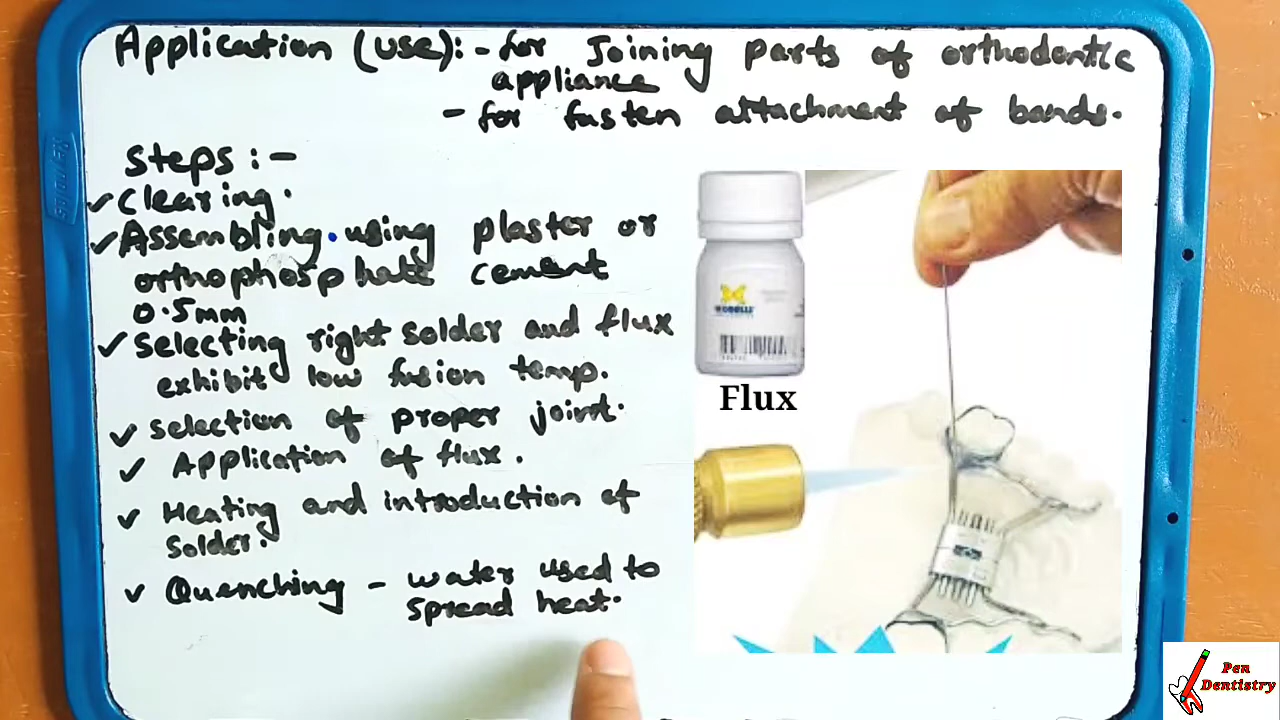 Application (use): - for Joining parts of orthodontic
appliance
- for fasten attachment of bands.
Steps :-
✓ Clearing.
✓ Assembling using plaster or
orthophosphate cement
0.5mm
✓ Selecting right solder and flux
exhibit low fusion temp.
✓ Selection of proper joint.
✓ Application of flux.
✓ Heating and introduction of
solder.
✓ Quenching - water used to
spread heat.
Flux
Pen
Dentistry